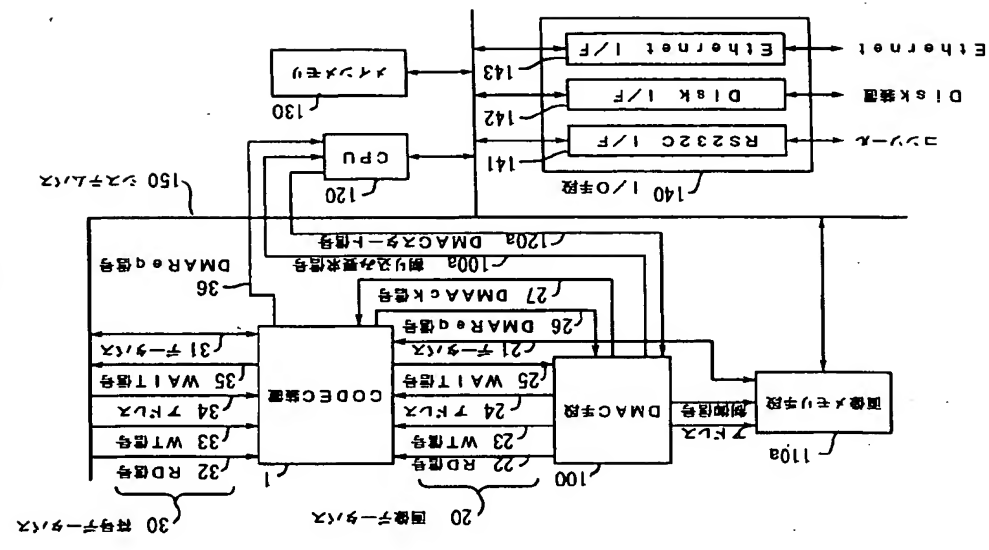 20 画像データバス
30 符号データバス
110a
画像メモリ手段
アドレス
制御信号
100
DMAC手段
22 RD信号
23 WT信号
24 アドレス
25 WAIT信号
21 データバス
26 DMAReq信号
27 DMAAck信号
1
CODEC装置
32 RD信号
33 WT信号
34 アドレス
35 WAIT信号
31 データバス
36
DMAReq信号
100a 割り込み要求信号
120a DMACスタート信号
150 システムバス
140 I/O手段
コンソール
141
RS232C I/F
Disk装置
142
Disk I/F
Ethernet
143
Ethernet I/F
120
CPU
130
メインメモリ